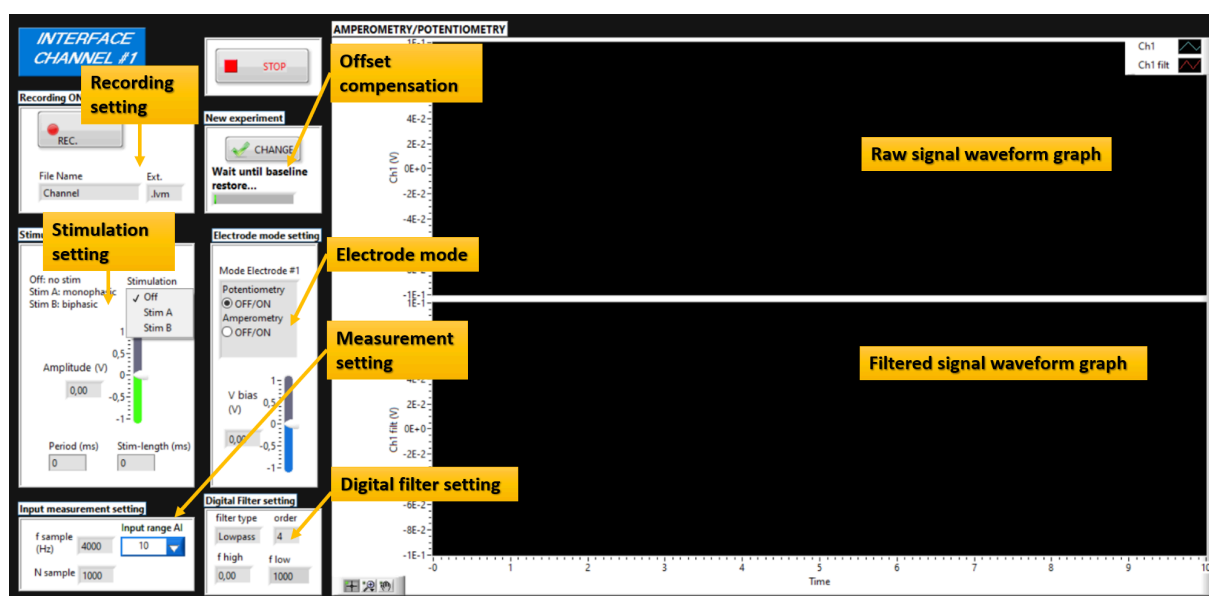 INTERFACE
CHANNEL #1
STOP
Recording
setting
Recording ON
REC.
File Name
Ext.
Channel
.lvm
Offset
compensation
New experiment
CHANGE
Wait until baseline
restore...
Stimulation
setting
Off: no stim
Stim A: monophasic
Stim B: biphasic
Stimulation
✓ Off
Stim A
Stim B
1
0,5
0
-0,5
-1
Amplitude (V)
0,00
Period (ms)
Stim-length (ms)
0
0
Electrode mode setting
Mode Electrode #1
Potentiometry
OFF/ON
Amperometry
OFF/ON
V bias
(V)
0,00
1
0,5
0
-0,5
-1
Electrode mode
Measurement
setting
Input measurement setting
f sample
(Hz)
4000
Input range AI
10
N sample
1000
Digital filter setting
Digital Filter setting
filter type
order
Lowpass
4
f high
f low
0,00
1000
AMPEROMETRY/POTENTIOMETRY
Ch1
Ch1 filt
1E-1
4E-2
2E-2
0E+0
-2E-2
-4E-2
-1E-1
Ch1 (V)
Raw signal waveform graph
1E-1
2E-2
0E+0
-2E-2
-6E-2
-8E-2
-1E-1
Ch1 filt (V)
Filtered signal waveform graph
-0 1 2 3 4 5 6 7 8 9 10
Time